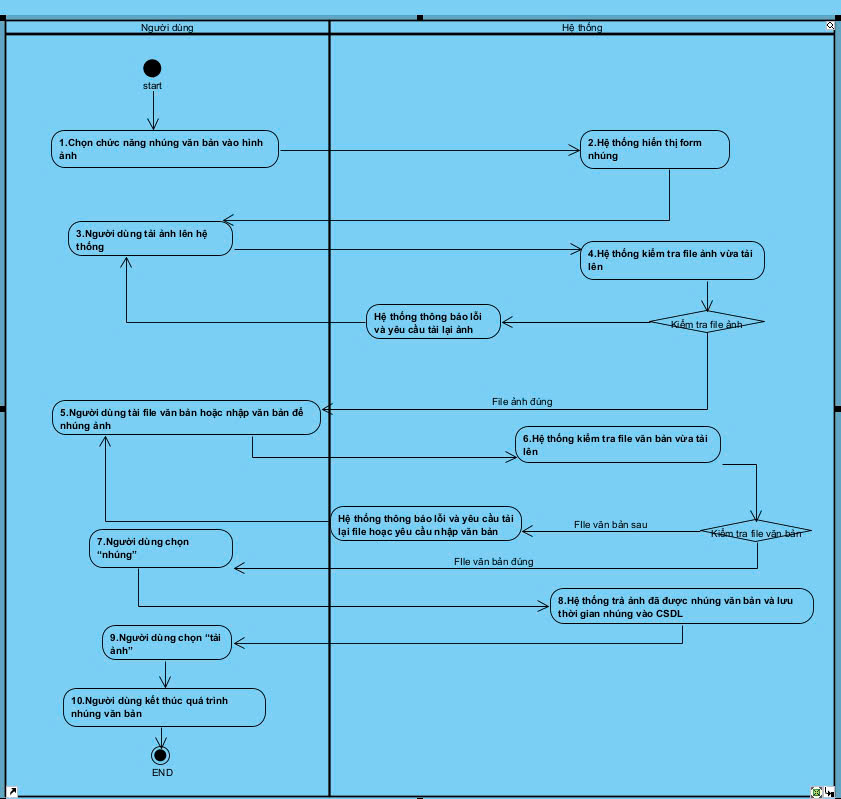 Người dùng
Hệ thống
start
1.Chọn chức năng nhúng văn bản vào hình
ảnh
2.Hệ thống hiển thị form
nhúng
3.Người dùng tải ảnh lên hệ
thống
4.Hệ thống kiểm tra file ảnh vừa tải
lên
Hệ thống thông báo lỗi
và yêu cầu tải lại ảnh
Kiểm tra file ảnh
File ảnh đúng
5.Người dùng tải file văn bản hoặc nhập văn bản để
nhúng ảnh
6.Hệ thống kiểm tra file văn bản vừa tải
lên
Hệ thống thông báo lỗi và yêu cầu tải
lại file hoặc yêu cầu nhập văn bản
FIle văn bản sau
Kiểm tra file văn bản
7.Người dùng chọn
“nhúng”
FIle văn bản đúng
8.Hệ thống trả ảnh đã được nhúng văn bản và lưu
thời gian nhúng vào CSDL
9.Người dùng chọn “tải
ảnh”
10.Người dùng kết thúc quá trình
nhúng văn bản
END